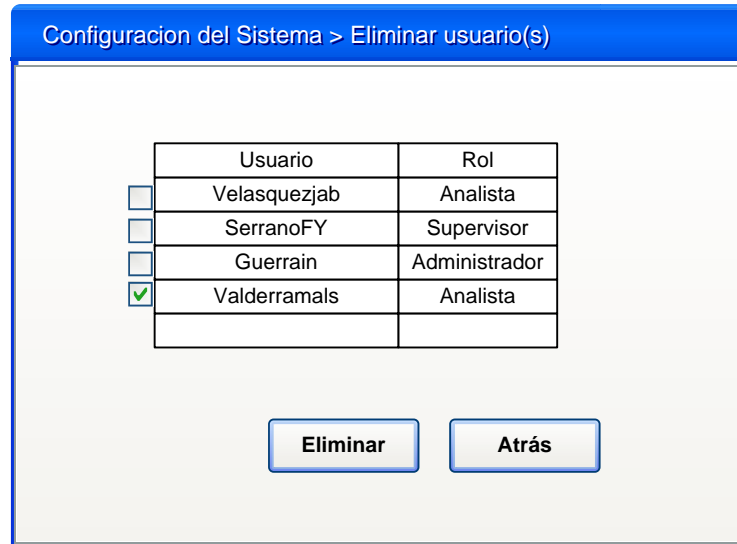 Configuracion del Sistema > Eliminar usuario(s)
Usuario Rol
Velasquezjab Analista
SerranoFY Supervisor
Guerrain Administrador
Valderramals Analista
Eliminar Atrás